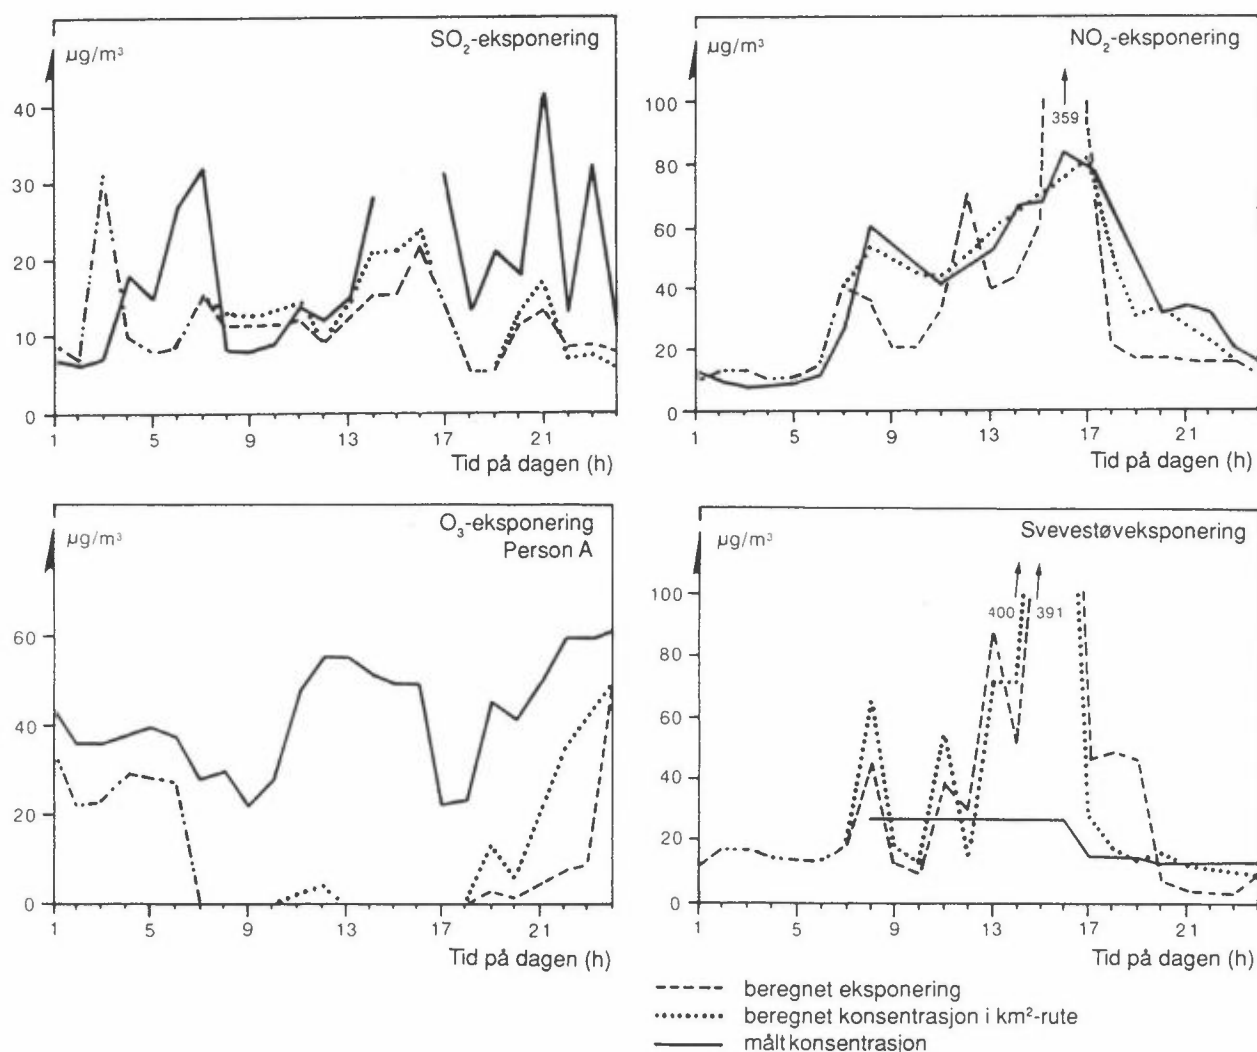 SO₂-eksponering
µg/m³
40
30
20
10
0
1 5 9 13 17 21
Tid på dagen (h)
NO₂-eksponering
µg/m³
359
100
80
60
40
20
0
1 5 9 13 17 21
Tid på dagen (h)
O₃-eksponering
Person A
µg/m³
60
40
20
0
1 5 9 13 17 21
Tid på dagen (h)
Svevestøveksponering
µg/m³
400 391
100
80
60
40
20
0
1 5 9 13 17 21
Tid på dagen (h)
beregnet eksponering
beregnet konsentrasjon i km²-rute
målt konsentrasjon